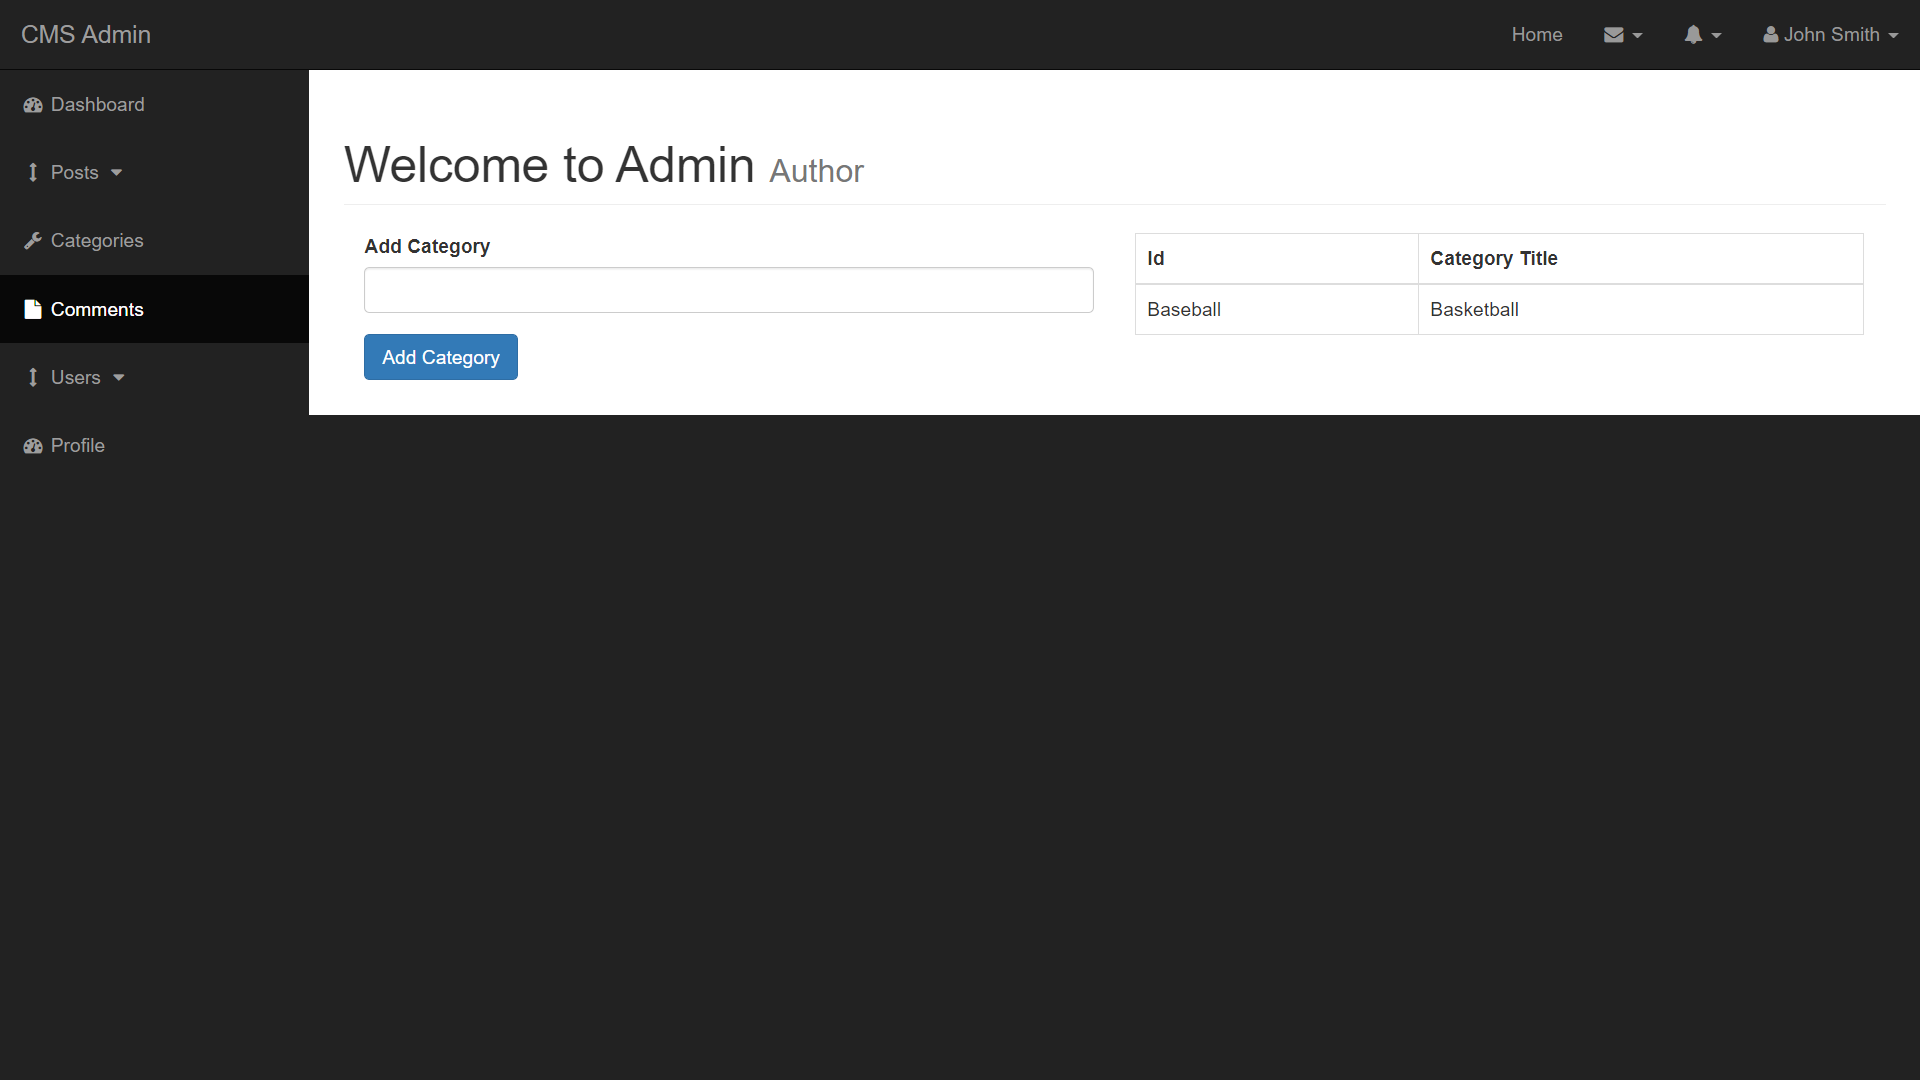 CMS Admin
Home
John Smith
Dashboard
Posts
Categories
Comments
Users
Profile
Welcome to Admin Author
Add Category
Add Category
Id Category Title
Baseball Basketball